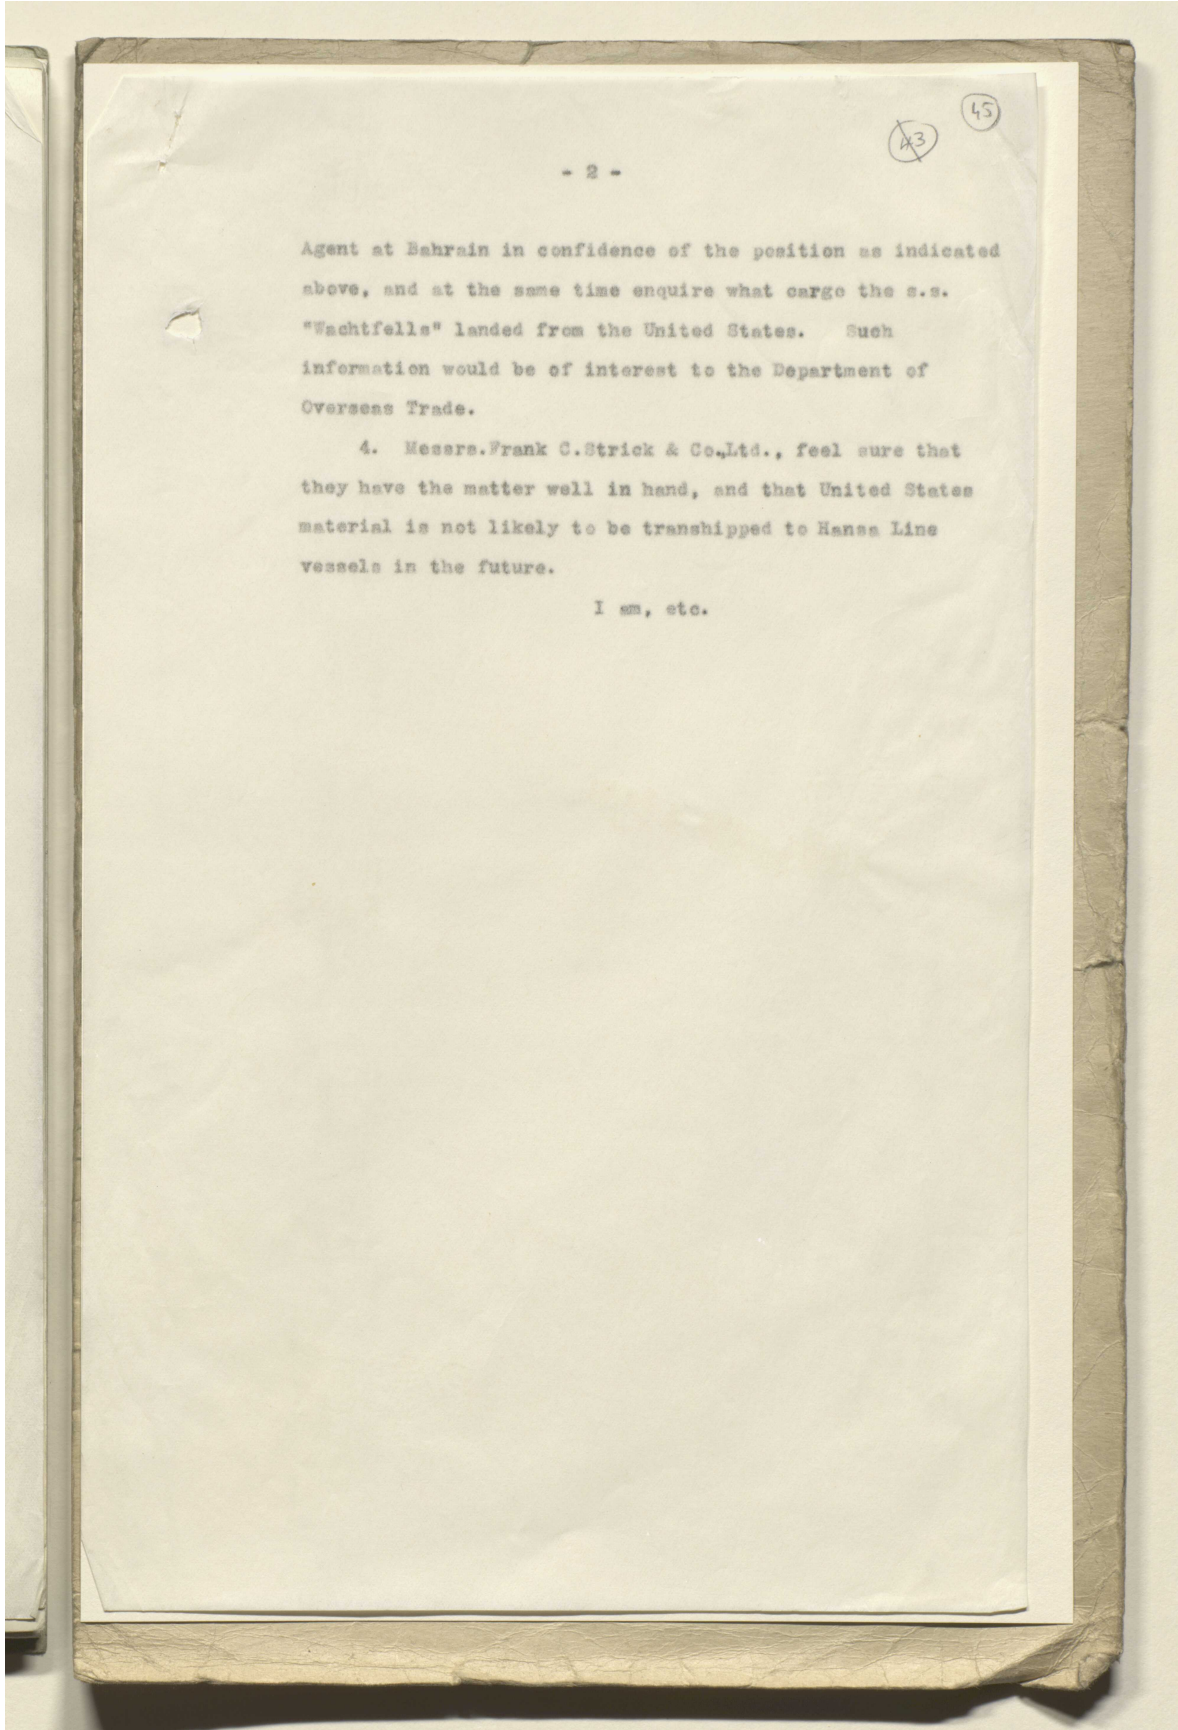 45
43
- 2 -
Agent at Bahrain in confidence of the position as indicated
above, and at the same time enquire what cargo the s.s.
"Wachtfells" landed from the United States. Such
information would be of interest to the Department of
Overseas Trade.
4. Messrs.Frank C.Strick & Co.,Ltd., feel sure that
they have the matter well in hand, and that United States
material is not likely to be transhipped to Hansa Line
vessels in the future.
I am, etc.